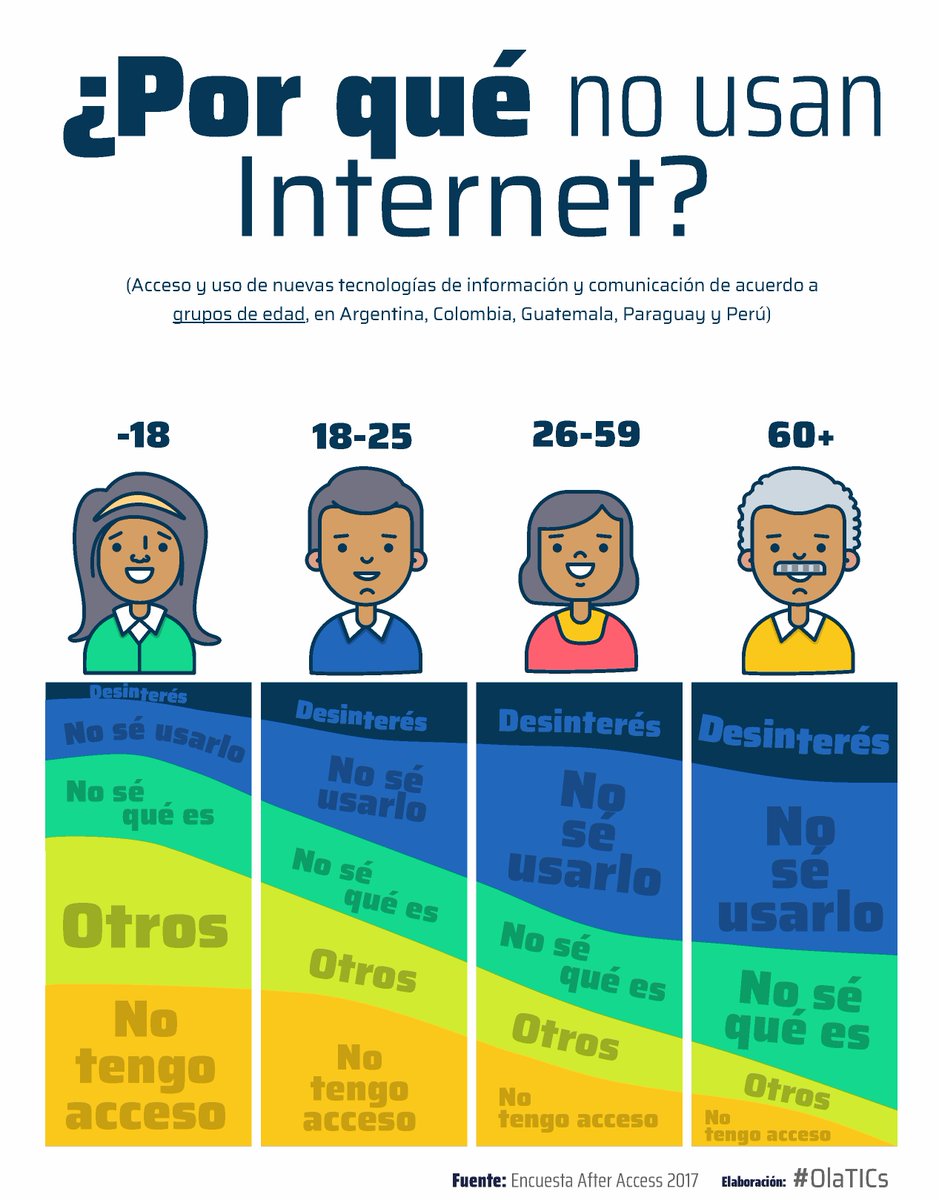 ¿Por qué no usan
Internet?
(Acceso y uso de nuevas tecnologías de información y comunicación de acuerdo a
grupos de edad, en Argentina, Colombia, Guatemala, Paraguay y Perú)
-18
18-25
26-59
60+
Desinterés
No sé usarlo
No sé
qué es
Otros
No
tengo
acceso
Desinterés
No sé
usarlo
No sé
qué es
Otros
No
tengo
acceso
Desinterés
No
sé
usarlo
No sé
qué es
Otros
No
tengo acceso
Desinterés
No
sé
usarlo
No sé
qué es
Otros
No
tengo acceso
Fuente: Encuesta After Access 2017 Elaboración: #OlaTICs